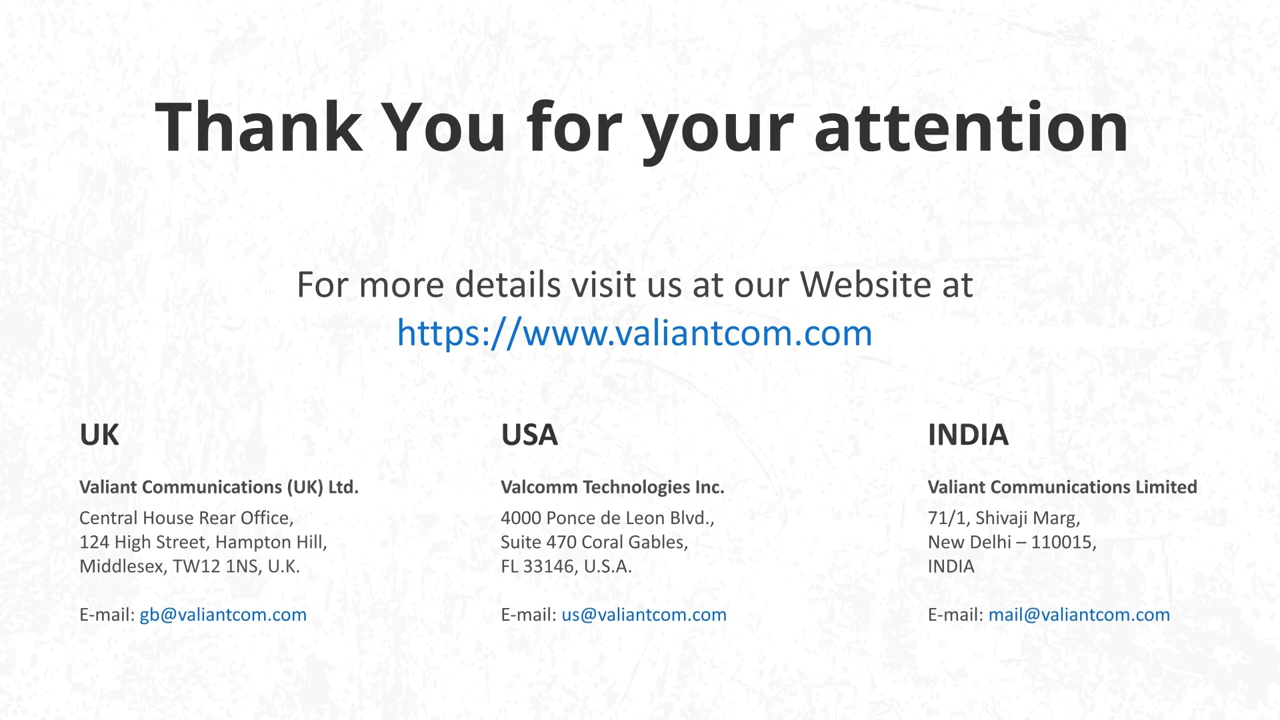 Thank You for your attention
For more details visit us at our Website at
https://www.valiantcom.com
UK
Valiant Communications (UK) Ltd.
Central House Rear Office,
124 High Street, Hampton Hill,
Middlesex, TW12 1NS, U.K.
E-mail: gb@valiantcom.com
USA
Valcomm Technologies Inc.
4000 Ponce de Leon Blvd.,
Suite 470 Coral Gables,
FL 33146, U.S.A.
E-mail: us@valiantcom.com
INDIA
Valiant Communications Limited
71/1, Shivaji Marg,
New Delhi – 110015,
INDIA
E-mail: mail@valiantcom.com